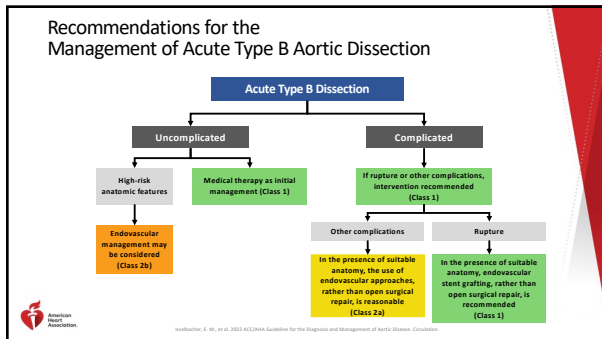 Recommendations for the
Management of Acute Type B Aortic Dissection
Acute Type B Dissection
Uncomplicated
Complicated
High-risk
anatomic features
Medical therapy as initial
management (Class 1)
If rupture or other complications,
intervention recommended
(Class 1)
Endovascular
management may
be considered
(Class 2b)
Other complications
Rupture
In the presence of suitable
anatomy, the use of
endovascular approaches,
rather than open surgical
repair, is reasonable
(Class 2a)
In the presence of suitable
anatomy, endovascular
stent grafting, rather than
open surgical repair, is
recommended
(Class 1)
American
Heart
Association.
Isselbacher, E. M., et al. 2022 ACC/AHA Guideline for the Diagnosis and Management of Aortic Disease. Circulation.